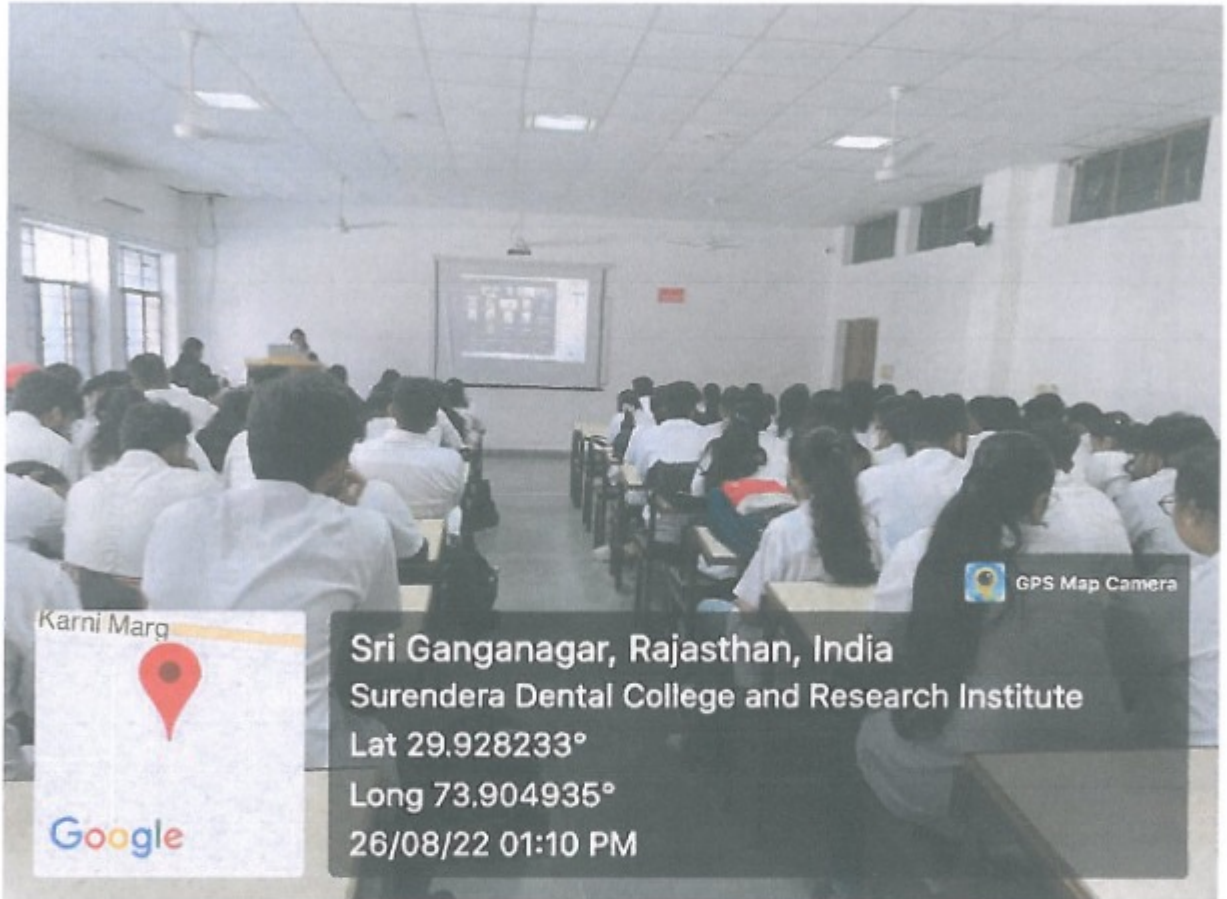 GPS Map Camera
Karni Marg
Sri Ganganagar, Rajasthan, India
Surendera Dental College and Research Institute
Lat 29.928233°
Long 73.904935°
26/08/22 01:10 PM
Google